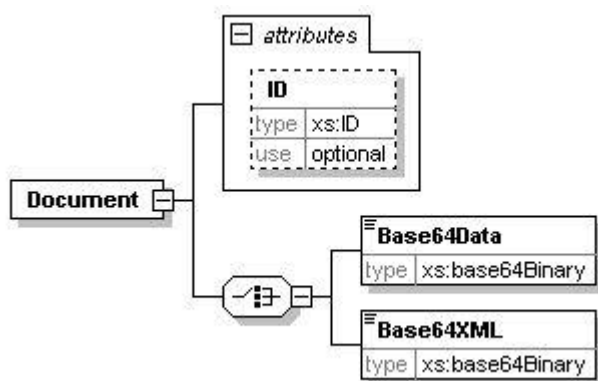 attributes
ID
type xs:ID
use optional
Document
Base64Data
type xs:base64Binary
Base64XML
type xs:base64Binary